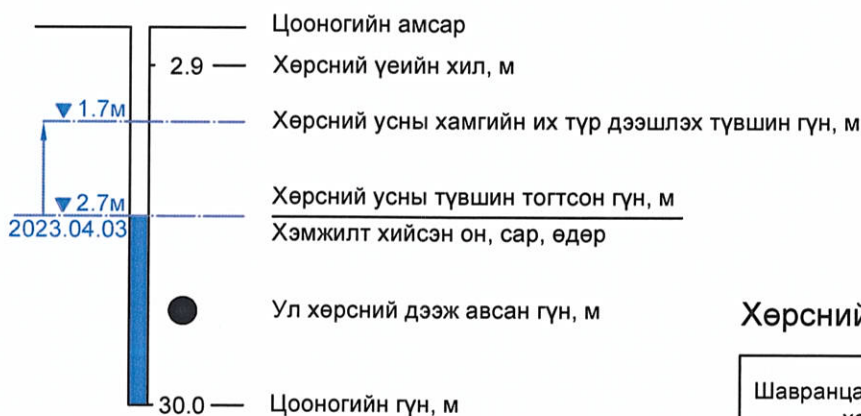 Цооногийн амсар
2.9 Хөрсний үеийн хил, м
1.7м
Хөрсний усны хамгийн их түр дээшлэх түвшин гүн, м
2.7м
Хөрсний усны түвшин тогтсон гүн, м
2023.04.03
Хэмжилт хийсэн он, сар, өдөр
Ул хөрсний дээж авсан гүн, м
Хөрсний
Шавранца
30.0 Цооногийн гүн, м